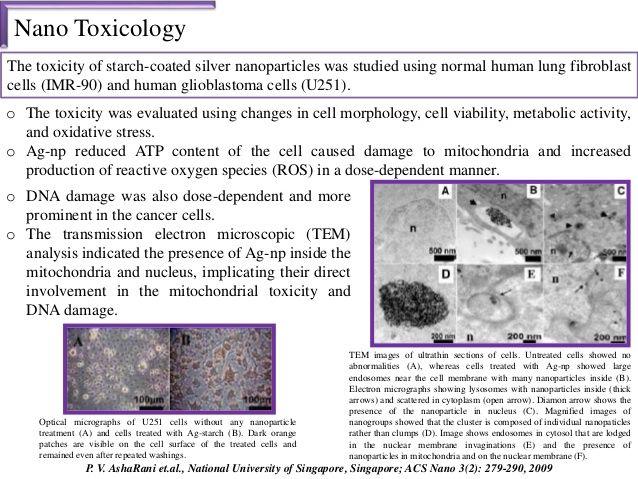 Nano Toxicology
The toxicity of starch-coated silver nanoparticles was studied using normal human lung fibroblast
cells (IMR-90) and human glioblastoma cells (U251).
o The toxicity was evaluated using changes in cell morphology, cell viability, metabolic activity,
and oxidative stress.
o Ag-np reduced ATP content of the cell caused damage to mitochondria and increased
production of reactive oxygen species (ROS) in a dose-dependent manner.
o DNA damage was also dose-dependent and more
prominent in the cancer cells.
o The transmission electron microscopic (TEM)
analysis indicated the presence of Ag-np inside the
mitochondria and nucleus, implicating their direct
involvement in the mitochondrial toxicity and
DNA damage.
A B C
n n n
500 nm 500 nm 500 nm
D E F
n n
200 nm 200 nm 200 nm
A B
100µm 100µm
TEM images of ultrathin sections of cells. Untreated cells showed no
abnormalities (A), whereas cells treated with Ag-np showed large
endosomes near the cell membrane with many nanoparticles inside (B).
Electron micrographs showing lysosomes with nanoparticles inside (thick
arrows) and scattered in cytoplasm (open arrow). Diamon arrow shows the
presence of the nanoparticle in nucleus (C). Magnified images of
nanogroups showed that the cluster is composed of individual nanopaticles
rather than clumps (D). Image shows endosomes in cytosol that are lodged
in the nuclear membrane invaginations (E) and the presence of
nanoparticles in mitochondria and on the nuclear membrane (F).
Optical micrographs of U251 cells without any nanoparticle
treatment (A) and cells treated with Ag-starch (B). Dark orange
patches are visible on the cell surface of the treated cells and
remained even after repeated washings.
P. V. AshaRani et.al., National University of Singapore, Singapore; ACS Nano 3(2): 279-290, 2009